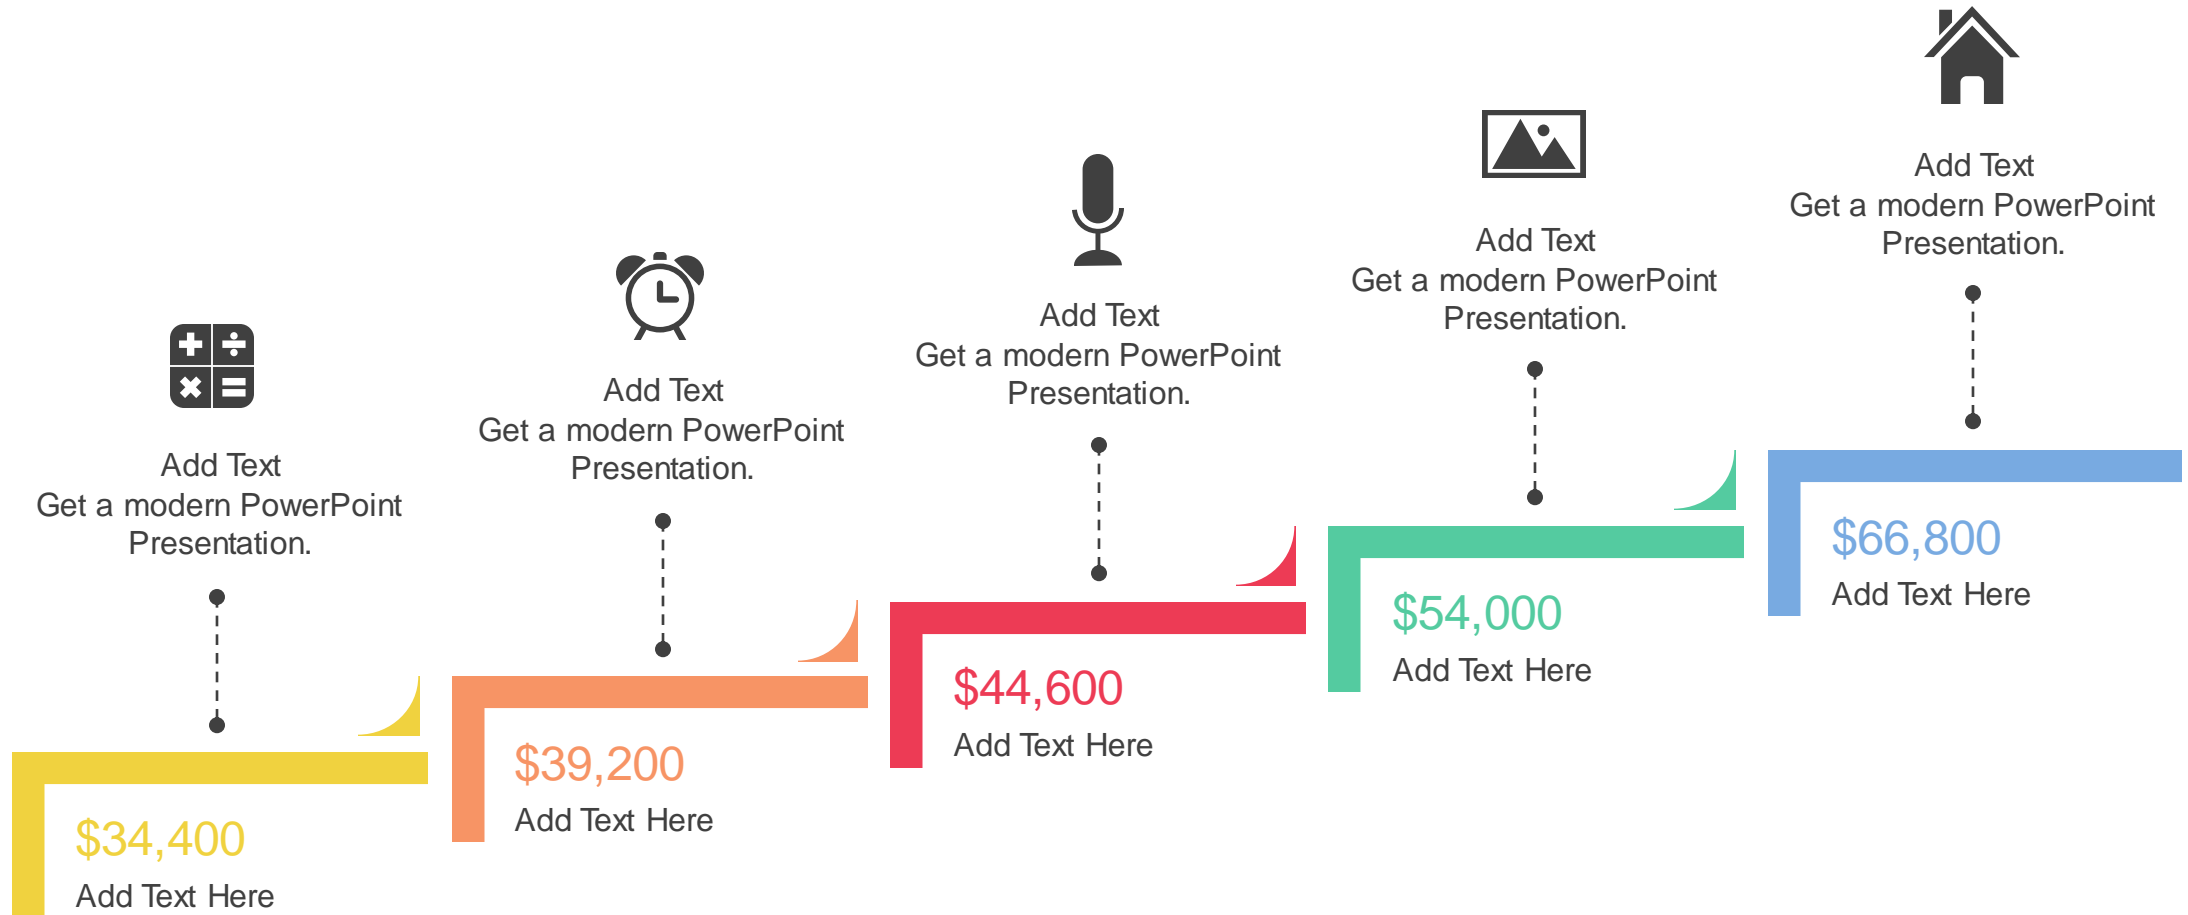 Add Text
Get a modern PowerPoint
Presentation.
$34,400
Add Text Here
Add Text
Get a modern PowerPoint
Presentation.
$39,200
Add Text Here
Add Text
Get a modern PowerPoint
Presentation.
$44,600
Add Text Here
Add Text
Get a modern PowerPoint
Presentation.
$54,000
Add Text Here
Add Text
Get a modern PowerPoint
Presentation.
$66,800
Add Text Here